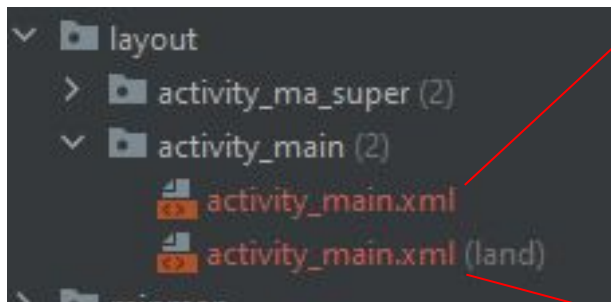 layout
activity_ma_super (2)
activity_main (2)
activity_main.xml
activity_main.xml (land)